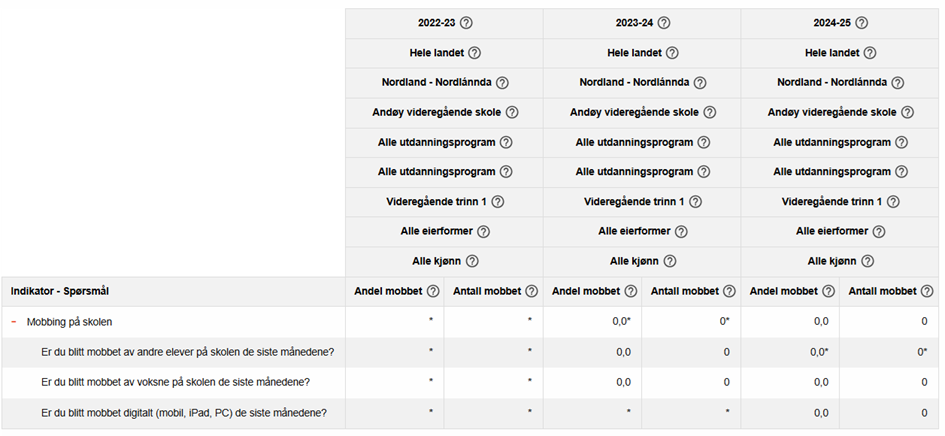 2022-23 ? 2023-24 ? 2024-25 ?
Hele landet ? Hele landet ? Hele landet ?
Nordland - Nordlánnda ? Nordland - Nordlánnda ? Nordland - Nordlánnda ?
Andøy videregående skole ? Andøy videregående skole ? Andøy videregående skole ?
Alle utdanningsprogram ? Alle utdanningsprogram ? Alle utdanningsprogram ?
Alle utdanningsprogram ? Alle utdanningsprogram ? Alle utdanningsprogram ?
Videregående trinn 1 ? Videregående trinn 1 ? Videregående trinn 1 ?
Alle eierformer ? Alle eierformer ? Alle eierformer ?
Alle kjønn ? Alle kjønn ? Alle kjønn ?
Indikator - Spørsmål Andel mobbet ? Antall mobbet ? Andel mobbet ? Antall mobbet ? Andel mobbet ? Antall mobbet ?
- Mobbing på skolen * * 0,0* 0* 0,0 0
Er du blitt mobbet av andre elever på skolen de siste månedene? * * 0,0 0 0,0* 0*
Er du blitt mobbet av voksne på skolen de siste månedene? * * 0,0 0 0,0 0
Er du blitt mobbet digitalt (mobil, iPad, PC) de siste månedene? * * * * 0,0 0